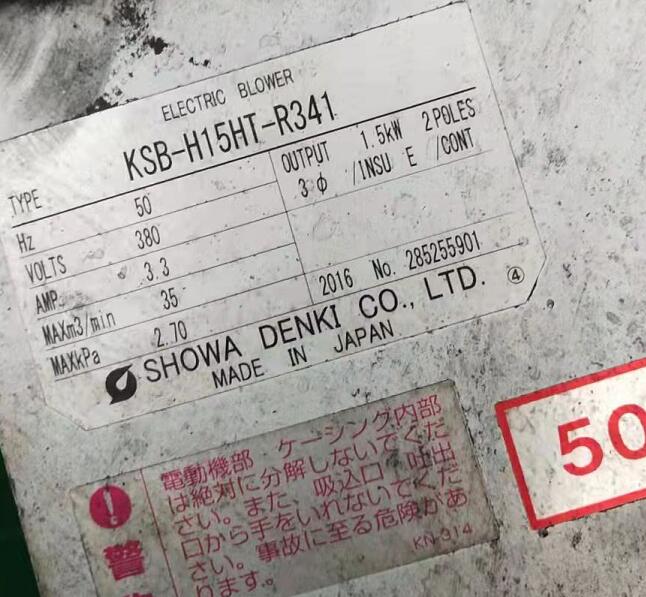 ELECTRIC BLOWER
TYPE KSB-H15HT-R341
Hz 50 OUTPUT 1.5kW 2POLES
VOLTS 380 3φ /INSU E /CONT
AMP. 3.3
MAXm3/min 35
MAXkPa 2.70 2016 No. 285255901
SHOWA DENKI CO., LTD. ④
MADE IN JAPAN
50
警
電動機部 ケーシング内部
は絶対に分解しないでくだ
さい。また、吸込口、吐出
口から手をいれないでくだ
さい。事故に至る危険があ
ります。
KN-314